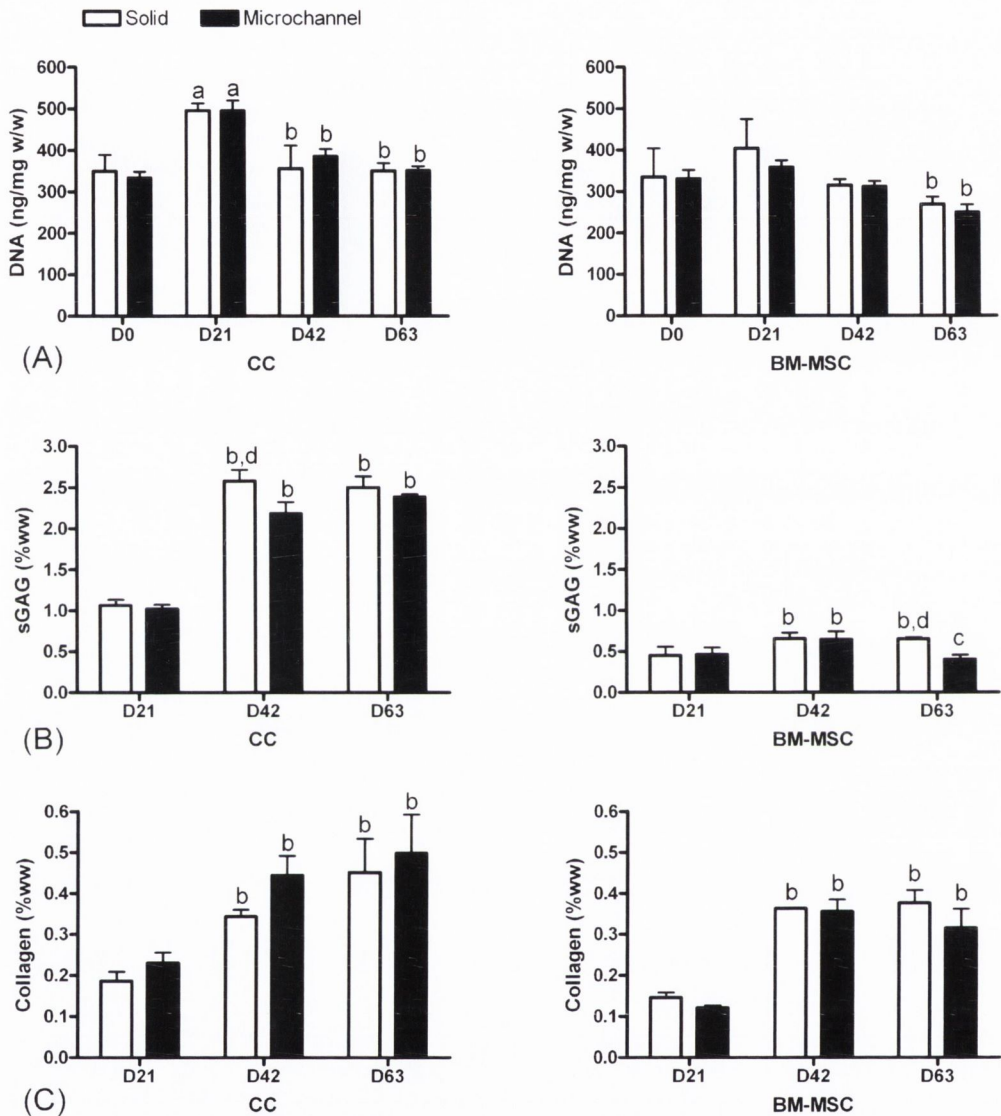 Solid Microchannel
600
500
400
300
200
100
0
DNA (ng/mg w/w)
a a b b b b
D0 D21 D42 D63
CC
(A)
600
500
400
300
200
100
0
DNA (ng/mg w/w)
b b
D0 D21 D42 D63
BM-MSC
3.0
2.5
2.0
1.5
1.0
0.5
0.0
sGAG (%ww)
b,d b b b
D21 D42 D63
CC
(B)
3.0
2.5
2.0
1.5
1.0
0.5
0.0
sGAG (%ww)
b b b,d c
D21 D42 D63
BM-MSC
0.6
0.5
0.4
0.3
0.2
0.1
0.0
Collagen (%ww)
b b b b
D21 D42 D63
CC
(C)
0.6
0.5
0.4
0.3
0.2
0.1
0.0
Collagen (%ww)
b b b b
D21 D42 D63
BM-MSC